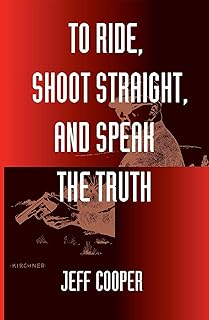 TO RIDE,
SHOOT STRAIGHT,
AND SPEAK
THE TRUTH
-KIRCHNER
JEFF COOPER